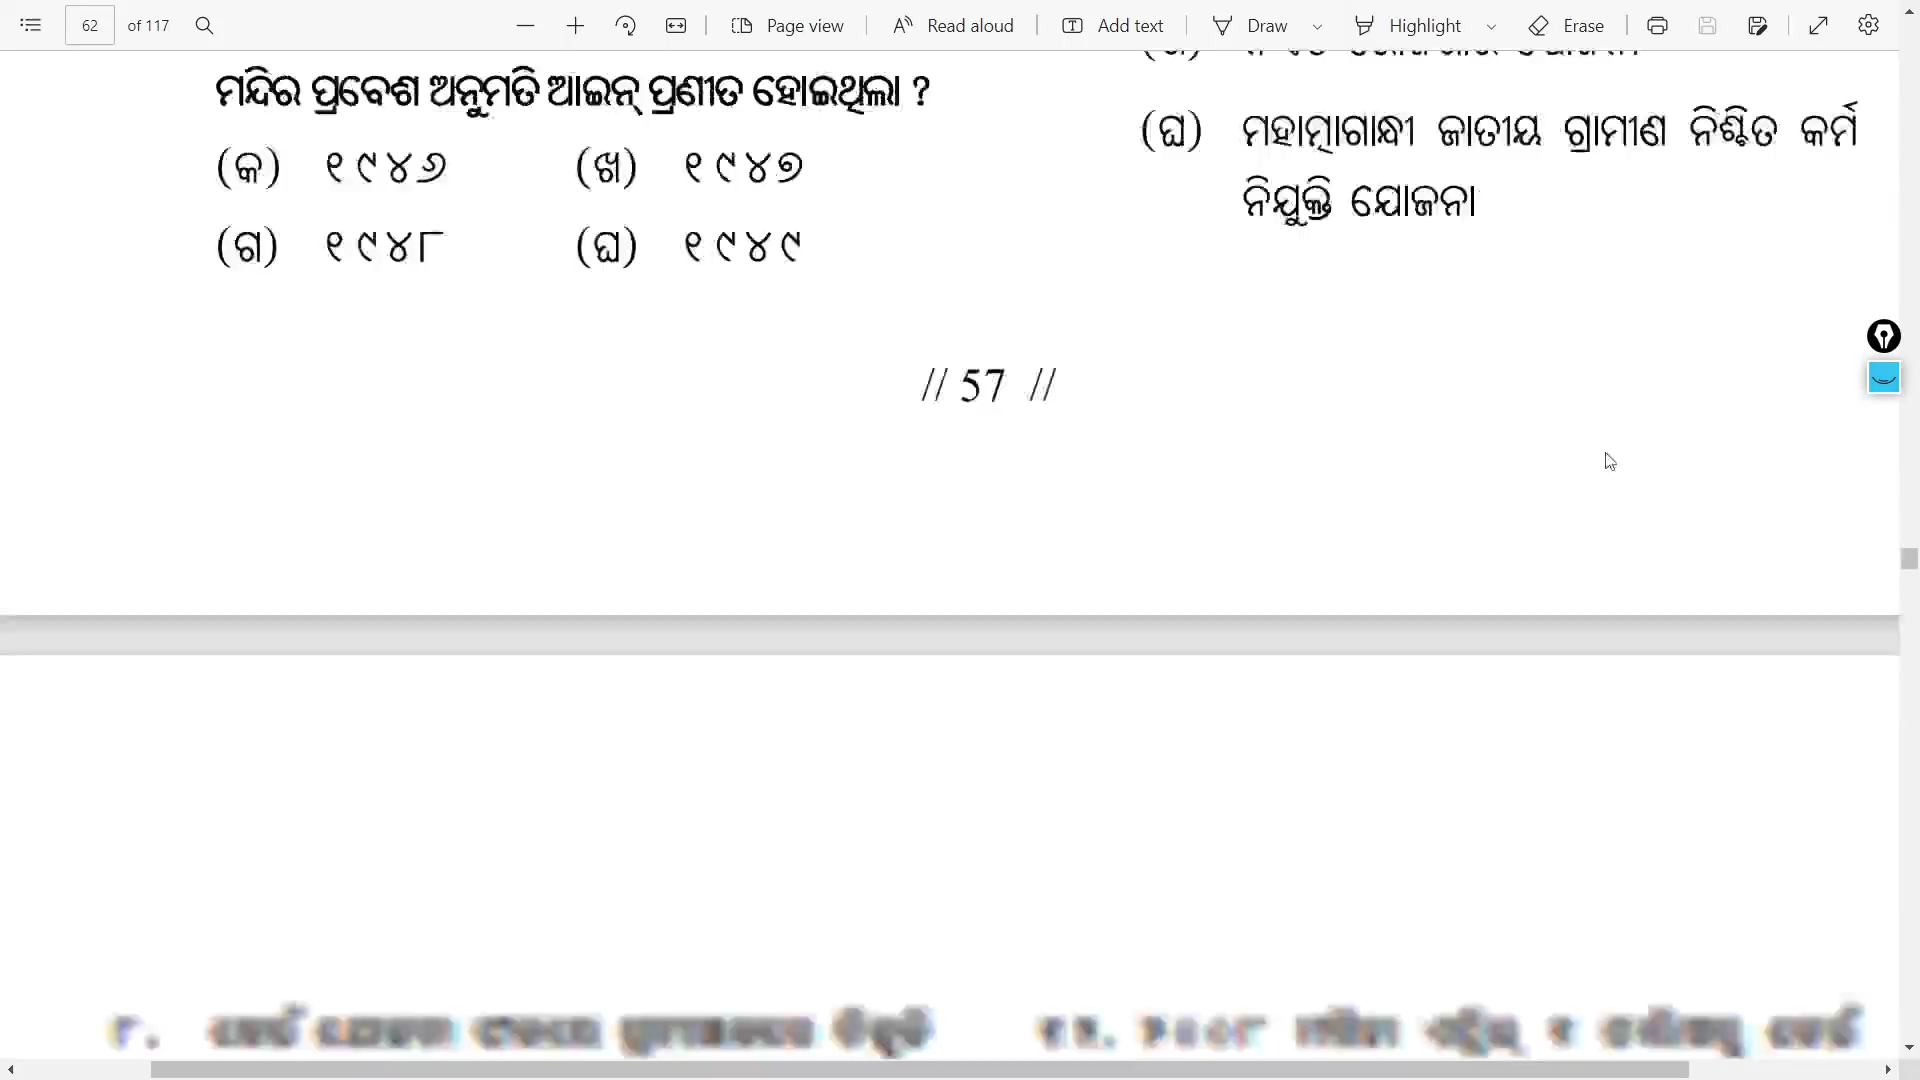 62 of 117 Page view Read aloud Add text Draw Highlight Erase
ମନ୍ଦିର ପ୍ରବେଶ ଅନୁମତି ଆଇନ୍ ପ୍ରଣୀତ ହୋଇଥିଲା ?
(କ) ୧୯୪୬ (ଖ) ୧୯୪୭
(ଗ) ୧୯୪୮ (ଘ) ୧୯୪୯
(ଘ) ମହାତ୍ମାଗାନ୍ଧୀ ଜାତୀୟ ଗ୍ରାମୀଣ ନିଶ୍ଚିତ କର୍ମ
ନିଯୁକ୍ତି ଯୋଜନା
// 57 //